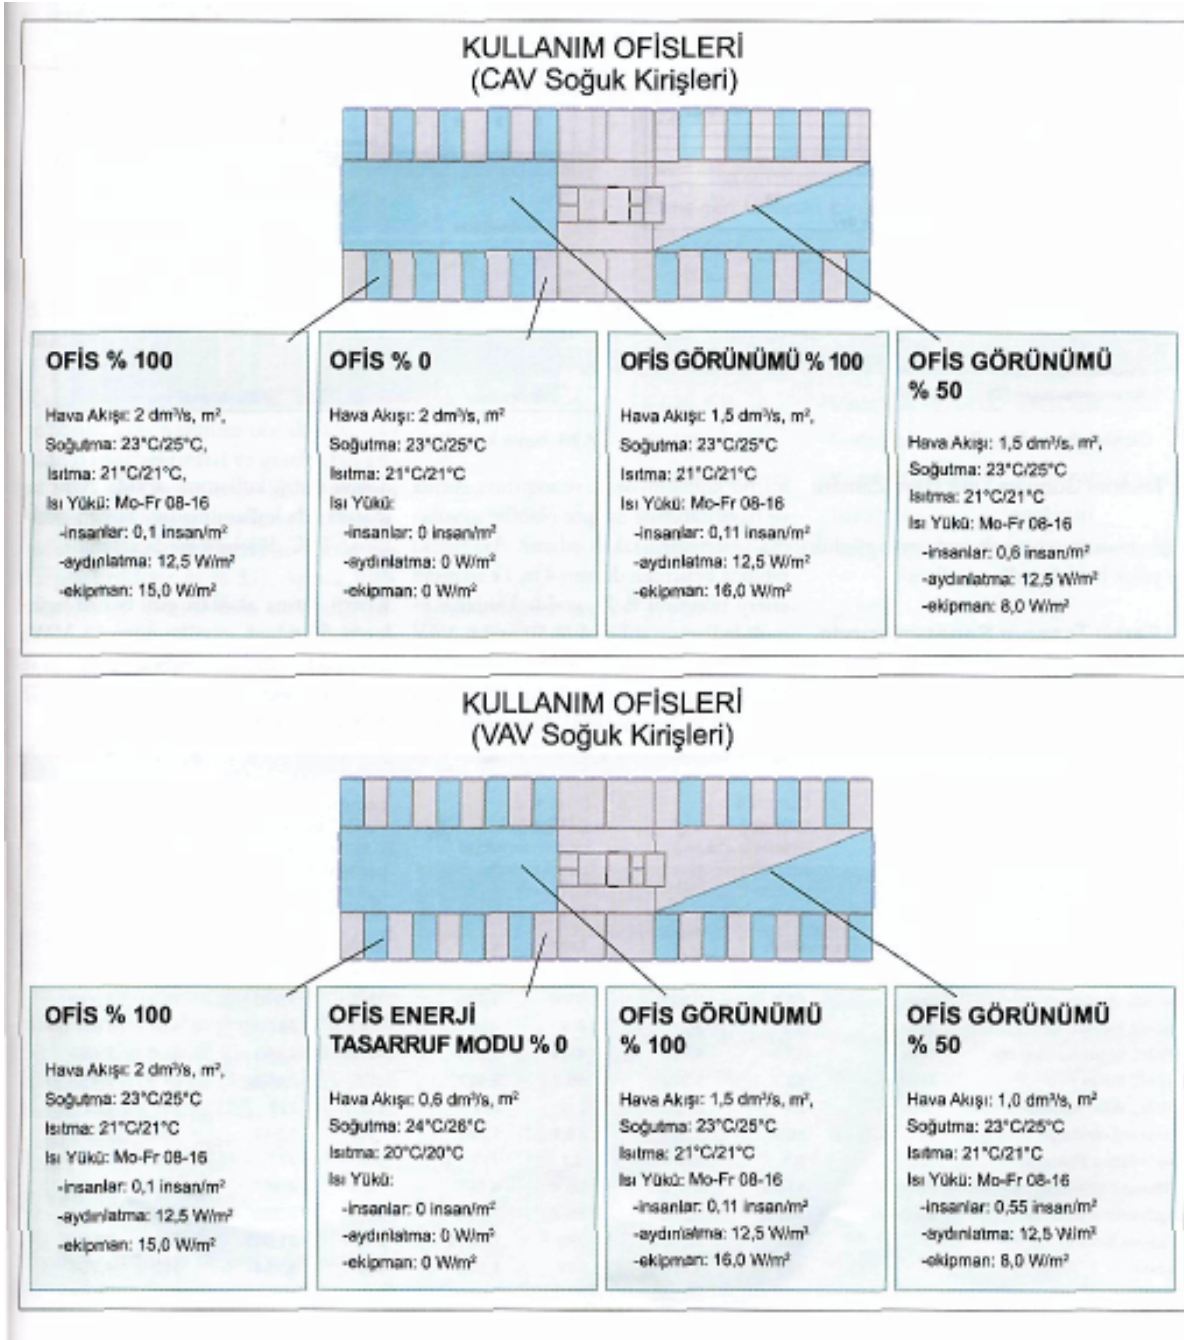 KULLANIM OFİSLERİ
(CAV Soğuk Kirişleri)
OFİS % 100
Hava Akışı: 2 dm³/s, m²,
Soğutma: 23°C/25°C,
Isıtma: 21°C/21°C
Isı Yükü: Mo-Fr 08-16
-insanlar: 0,1 insan/m²
-aydınlatma: 12,5 W/m²
-ekipman: 15,0 W/m²
OFİS % 0
Hava Akışı: 2 dm³/s, m²
Soğutma: 23°C/25°C
Isıtma: 21°C/21°C
Isı Yükü:
-insanlar: 0 insan/m²
-aydınlatma: 0 W/m²
-ekipman: 0 W/m²
OFİS GÖRÜNÜMÜ % 100
Hava Akışı: 1,5 dm³/s, m²,
Soğutma: 23°C/25°C
Isıtma: 21°C/21°C
Isı Yükü: Mo-Fr 08-16
-insanlar: 0,11 insan/m²
-aydınlatma: 12,5 W/m²
-ekipman: 16,0 W/m²
OFİS GÖRÜNÜMÜ
% 50
Hava Akışı: 1,5 dm³/s, m²,
Soğutma: 23°C/25°C
Isıtma: 21°C/21°C
Isı Yükü: Mo-Fr 08-16
-insanlar: 0,6 insan/m²
-aydınlatma: 12,5 W/m²
-ekipman: 8,0 W/m²
KULLANIM OFİSLERİ
(VAV Soğuk Kirişleri)
OFİS % 100
Hava Akışı: 2 dm³/s, m²,
Soğutma: 23°C/25°C
Isıtma: 21°C/21°C
Isı Yükü: Mo-Fr 08-16
-insanlar: 0,1 insan/m²
-aydınlatma: 12,5 W/m²
-ekipman: 15,0 W/m²
OFİS ENERJİ
TASARRUF MODU % 0
Hava Akışı: 0,6 dm³/s, m²
Soğutma: 24°C/26°C
Isıtma: 20°C/20°C
Isı Yükü:
-insanlar: 0 insan/m²
-aydınlatma: 0 W/m²
-ekipman: 0 W/m²
OFİS GÖRÜNÜMÜ
% 100
Hava Akışı: 1,5 dm³/s, m²,
Soğutma: 23°C/25°C
Isıtma: 21°C/21°C
Isı Yükü: Mo-Fr 08-16
-insanlar: 0,11 insan/m²
-aydınlatma: 12,5 W/m²
-ekipman: 16,0 W/m²
OFİS GÖRÜNÜMÜ
% 50
Hava Akışı: 1,0 dm³/s, m²
Soğutma: 23°C/25°C
Isıtma: 21°C/21°C
Isı Yükü: Mo-Fr 08-16
-insanlar: 0,55 insan/m²
-aydınlatma: 12,5 W/m²
-ekipman: 8,0 W/m²